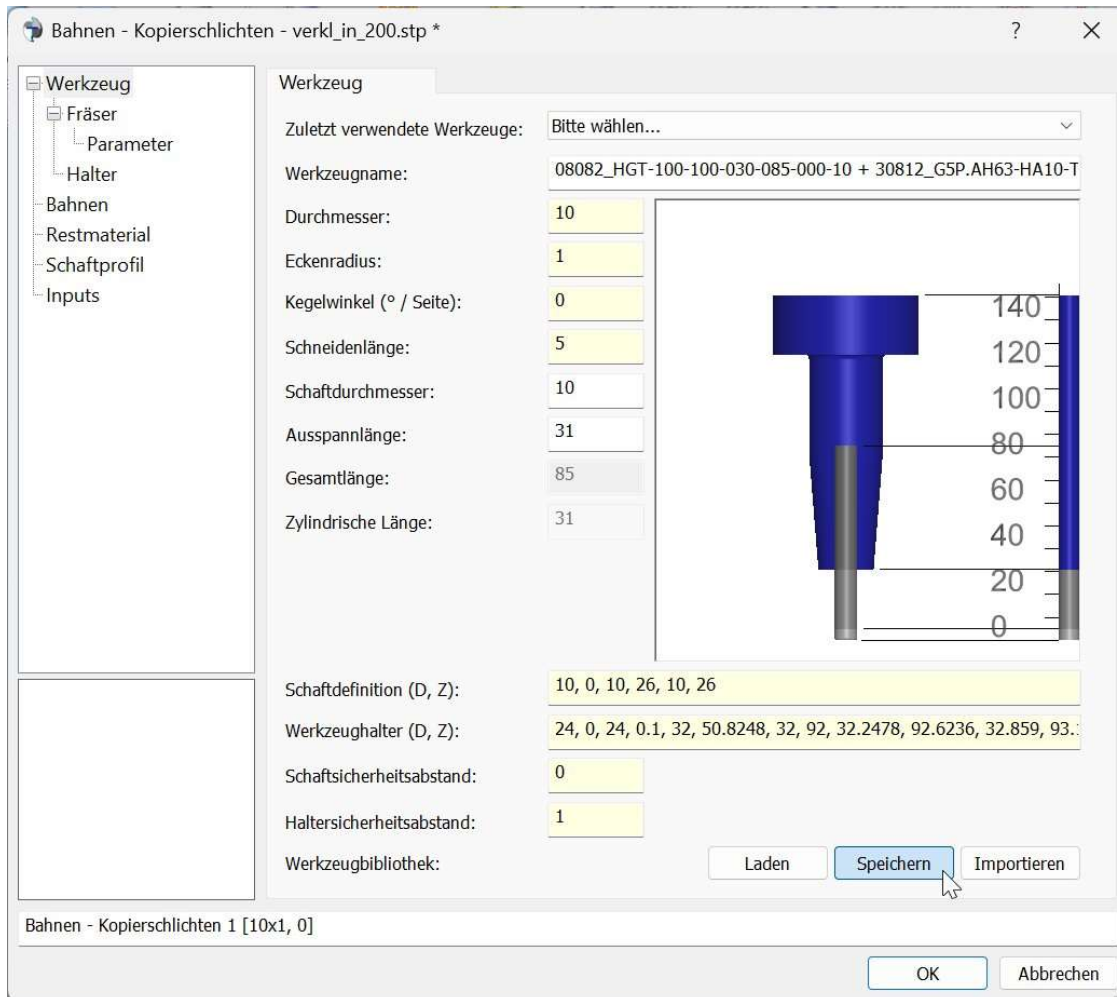 Bahnen - Kopierschlichten - verkl_in_200.stp *
? X
Werkzeug
Fräser
Parameter
Halter
Bahnen
Restmaterial
Schaftprofil
Inputs
Werkzeug
Zuletzt verwendete Werkzeuge: Bitte wählen...
Werkzeugname: 08082_HGT-100-100-030-085-000-10 + 30812_G5P.AH63-HA10-T
Durchmesser: 10
Eckenradius: 1
Kegelwinkel (° / Seite): 0
Schneidenlänge: 5
Schaftdurchmesser: 10
Ausspannlänge: 31
Gesamtlänge: 85
Zylindrische Länge: 31
140
120
100
80
60
40
20
0
Schaftdefinition (D, Z): 10, 0, 10, 26, 10, 26
Werkzeughalter (D, Z): 24, 0, 24, 0.1, 32, 50.8248, 32, 92, 32.2478, 92.6236, 32.859, 93.
Schaftsicherheitsabstand: 0
Haltersicherheitsabstand: 1
Werkzeugbibliothek: Laden Speichern Importieren
Bahnen - Kopierschlichten 1 [10x1, 0]
OK Abbrechen